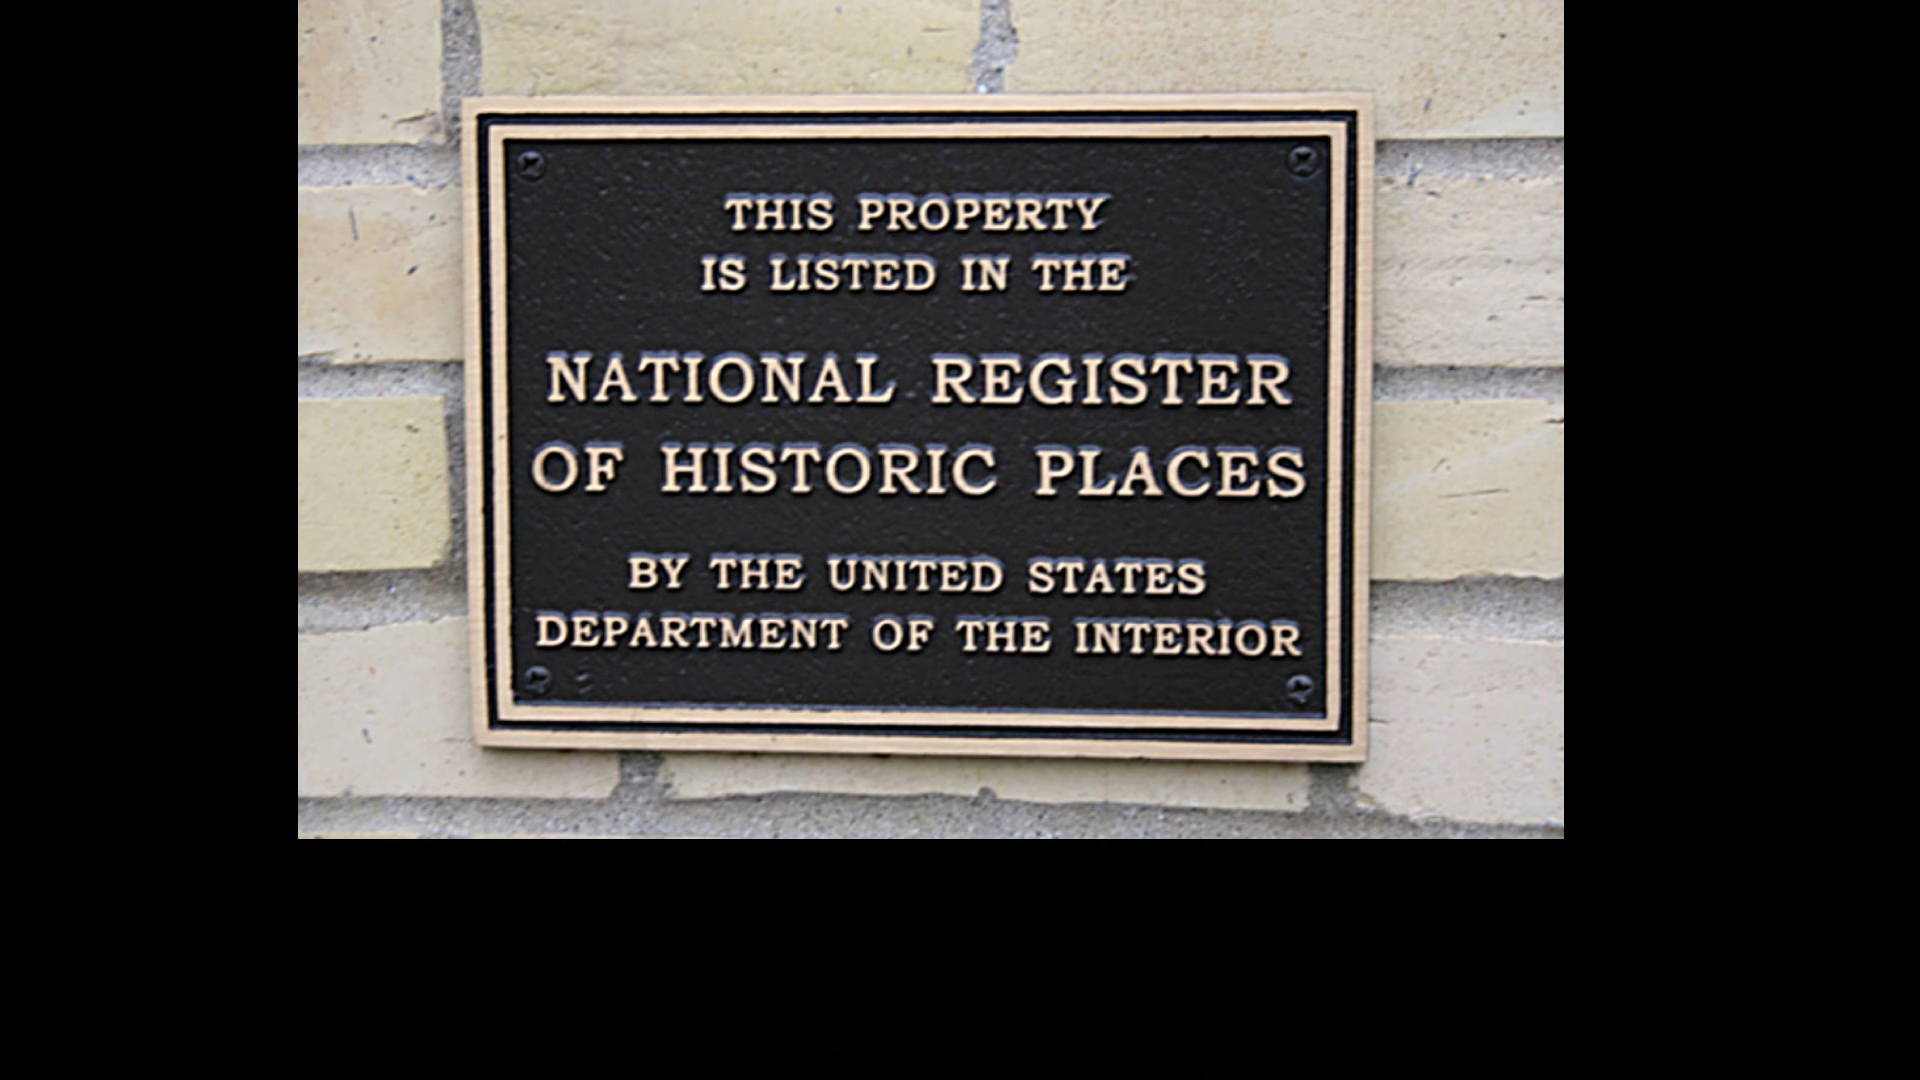 THIS PROPERTY
IS LISTED IN THE
NATIONAL REGISTER
OF HISTORIC PLACES
BY THE UNITED STATES
DEPARTMENT OF THE INTERIOR